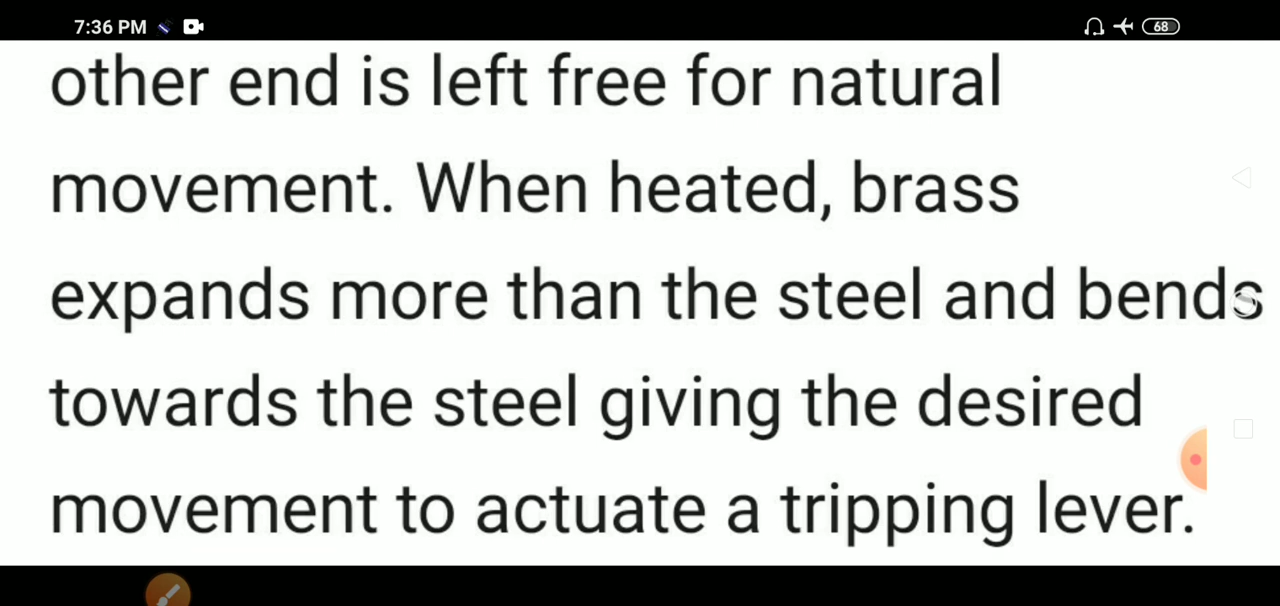 7:36 PM 68
other end is left free for natural
movement. When heated, brass
expands more than the steel and bends
towards the steel giving the desired
movement to actuate a tripping lever.